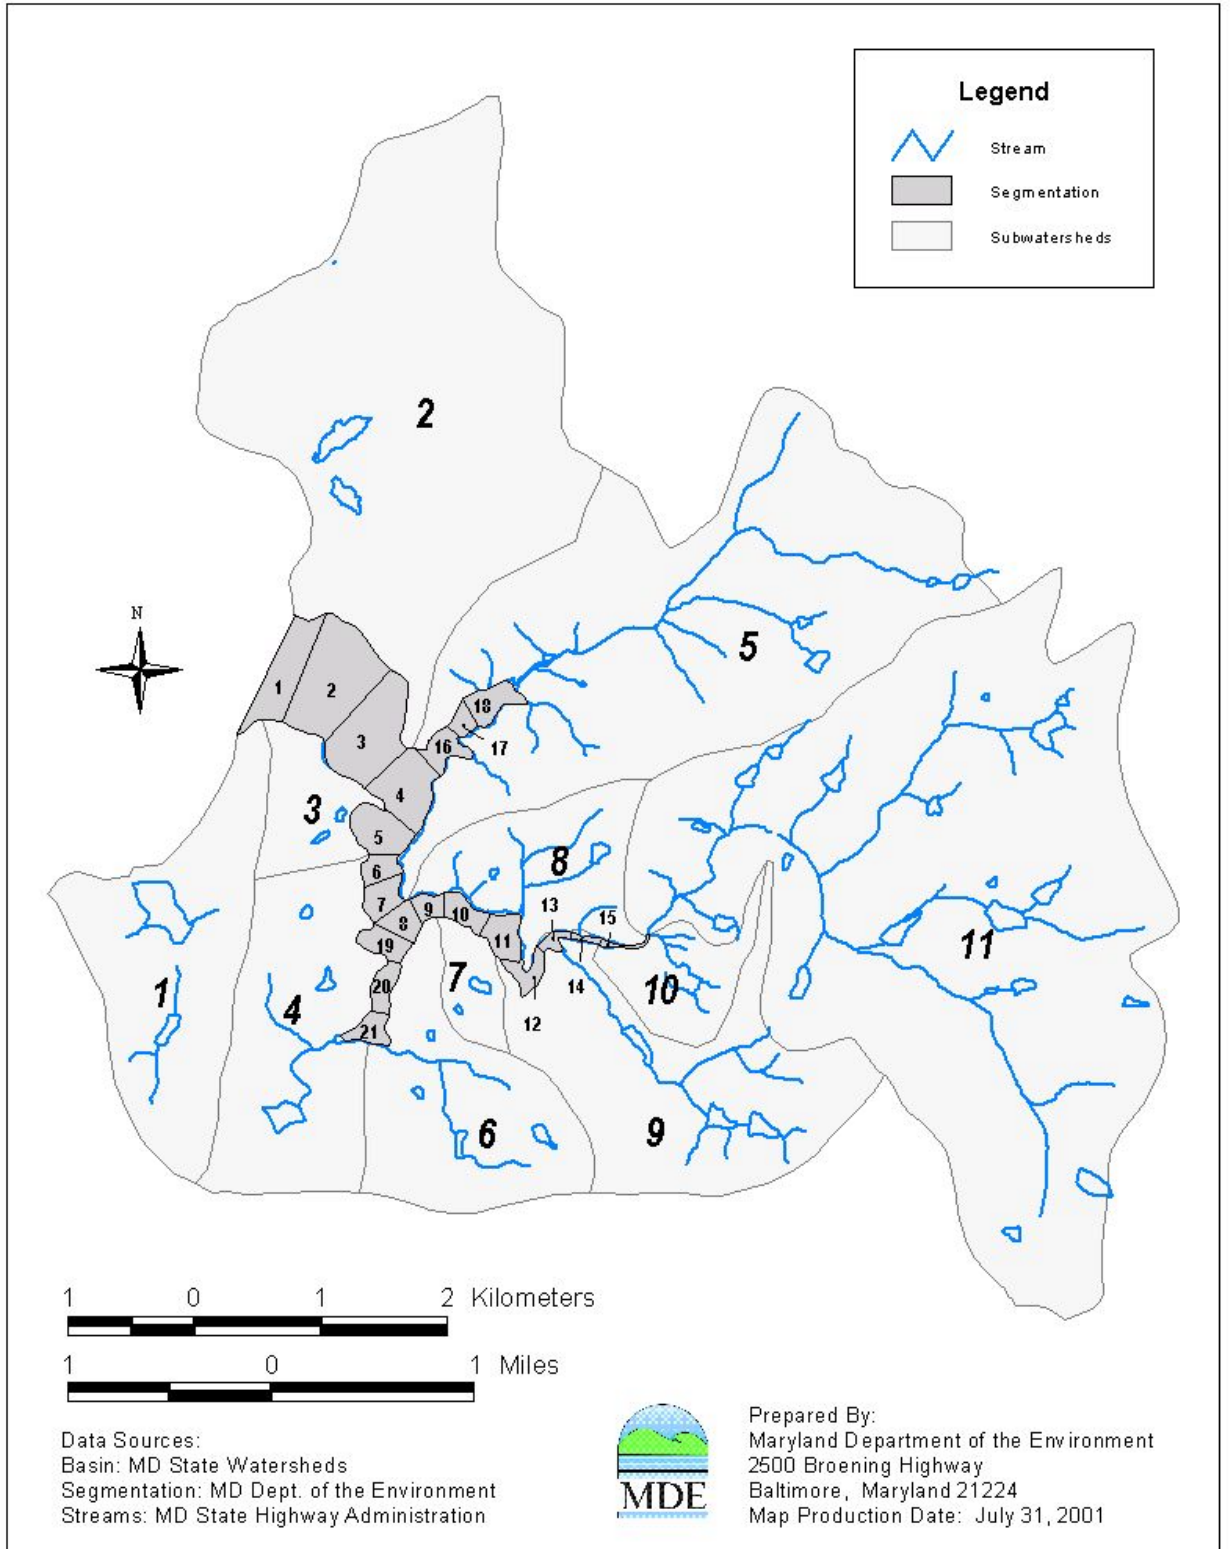 Legend
Stream
Segmentation
Subwatersheds
2
N
5
1
2
18
3
16
17
4
3
5
8
6
7
9
10
13
15
8
11
19
11
7
14
10
1
20
4
12
21
6
9
1 0 1 2 Kilometers
1 0 1 Miles
Data Sources:
Basin: MD State Watersheds
Segmentation: MD Dept. of the Environment
Streams: MD State Highway Administration
MDE
Prepared By:
Maryland Department of the Environment
2500 Broening Highway
Baltimore, Maryland 21224
Map Production Date: July 31, 2001